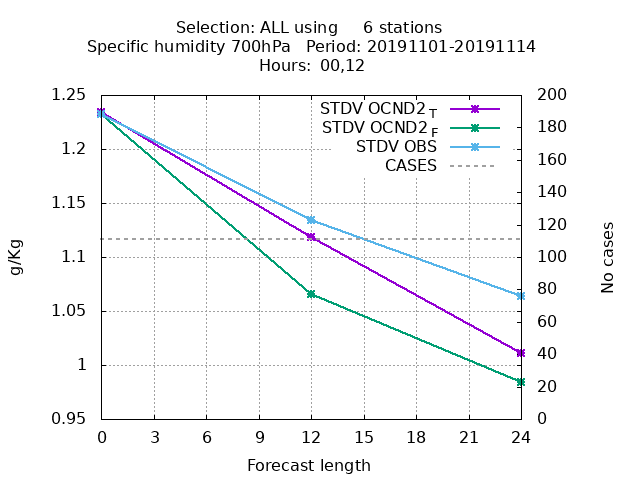 Selection: ALL using     6 stations
Specific humidity 700hPa   Period: 20191101-20191114
Hours:  00,12
STDV OCND2 T
STDV OCND2 F
STDV OBS
CASES
g/Kg
1.25
1.2
1.15
1.1
1.05
1
0.95
200
180
160
140
120
100
80
60
40
20
0
No cases
0 3 6 9 12 15 18 21 24
Forecast length